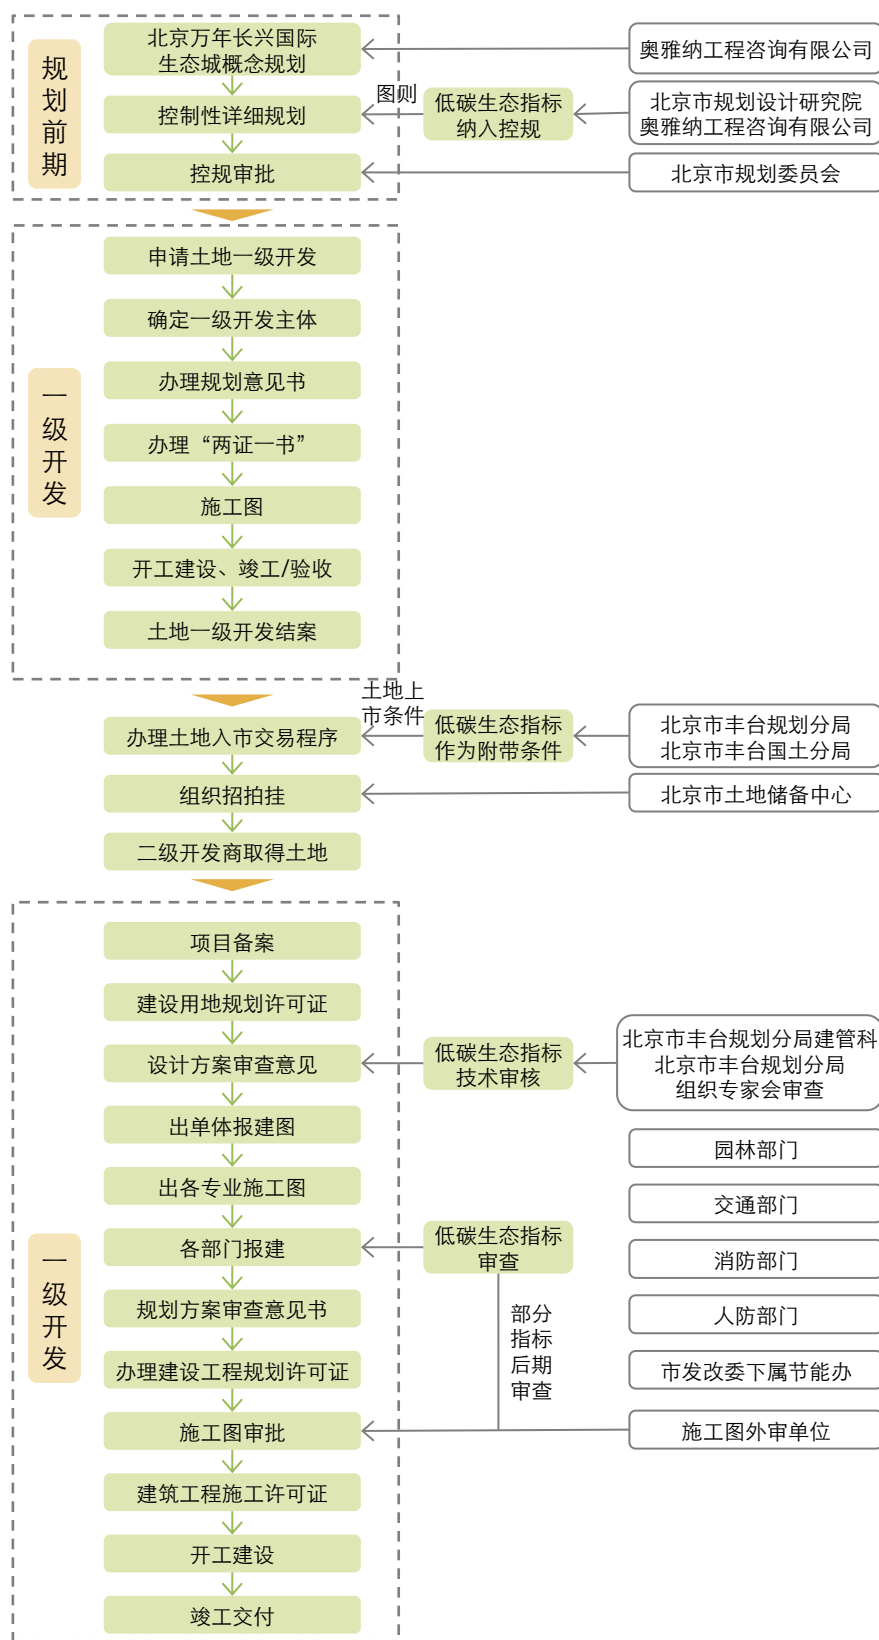 规划前期
北京万年长兴国际
生态城概念规划
奥雅纳工程咨询有限公司
控制性详细规划
图则
低碳生态指标
纳入控规
北京市规划设计研究院
奥雅纳工程咨询有限公司
控规审批
北京市规划委员会
一级开发
申请土地一级开发
确定一级开发主体
办理规划意见书
办理“两证一书”
施工图
开工建设、竣工/验收
土地一级开发结案
办理土地入市交易程序
土地上
市条件
低碳生态指标
作为附带条件
北京市丰台规划分局
北京市丰台国土分局
组织招拍挂
北京市土地储备中心
二级开发商取得土地
一级开发
项目备案
建设用地规划许可证
设计方案审查意见
低碳生态指标
技术审核
北京市丰台规划分局建管科
北京市丰台规划分局
组织专家会审查
出单体报建图
园林部门
出各专业施工图
交通部门
各部门报建
低碳生态指标
审查
消防部门
规划方案审查意见书
部分
指标
后期
审查
人防部门
办理建设工程规划许可证
市发改委下属节能办
施工图审批
施工图外审单位
建筑工程施工许可证
开工建设
竣工交付